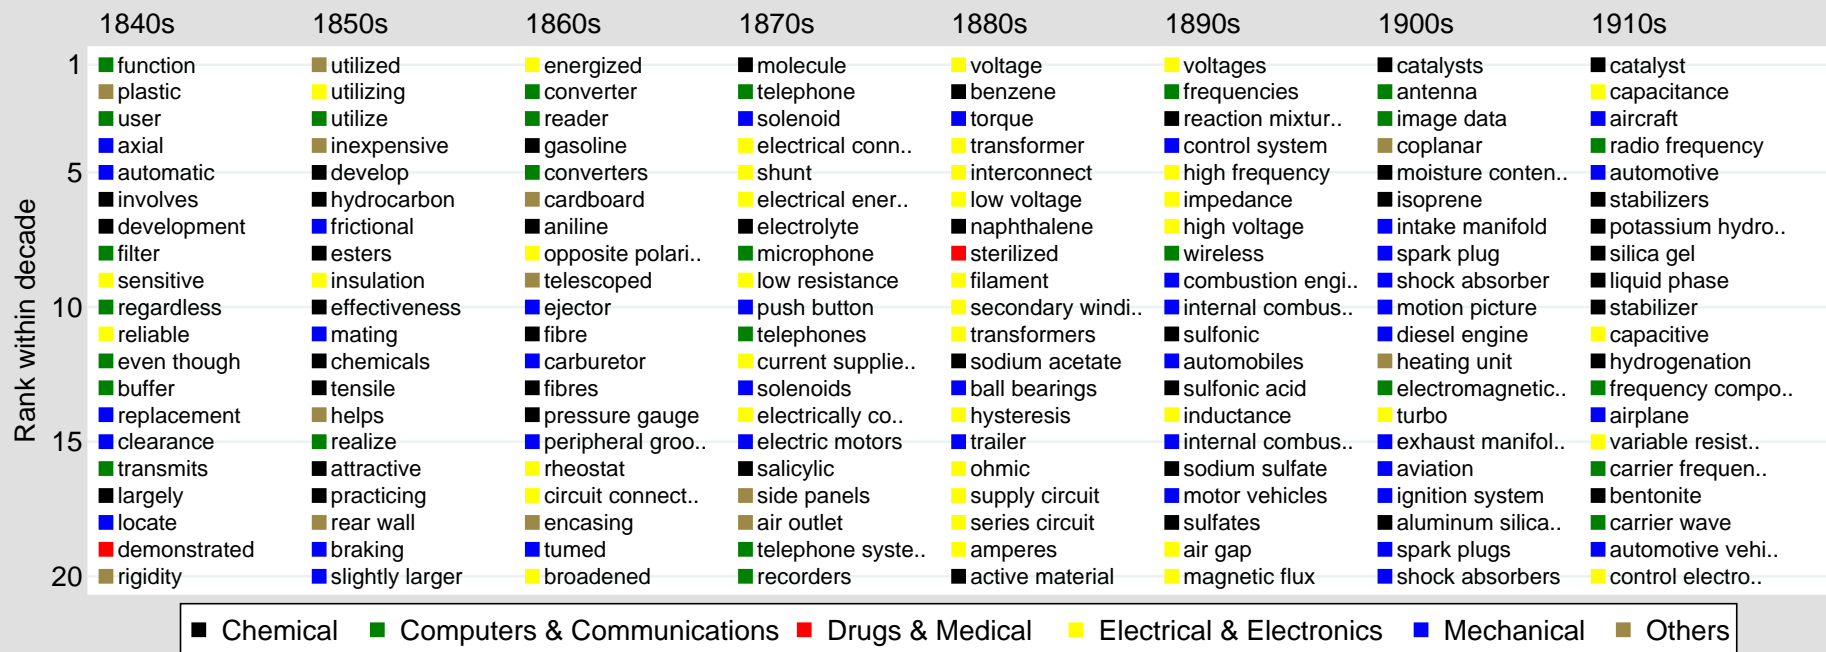 1840s 1850s 1860s 1870s 1880s 1890s 1900s 1910s
Rank within decade
1 function utilized energized molecule voltage voltages catalysts catalyst
plastic utilizing converter telephone benzene frequencies antenna capacitance
user utilize reader solenoid torque reaction mixtur.. image data aircraft
axial inexpensive gasoline electrical conn.. transformer control system coplanar radio frequency
5 automatic develop converters shunt interconnect high frequency moisture conten.. automotive
involves hydrocarbon cardboard electrical ener.. low voltage impedance isoprene stabilizers
development frictional aniline electrolyte naphthalene high voltage intake manifold potassium hydro..
filter esters opposite polari.. microphone sterilized wireless spark plug silica gel
sensitive insulation telescoped low resistance filament combustion engi.. shock absorber liquid phase
10 regardless effectiveness ejector push button secondary windi.. internal combus.. motion picture stabilizer
reliable mating fibre telephones transformers sulfonic diesel engine capacitive
even though chemicals carburetor current supplie.. sodium acetate automobiles heating unit hydrogenation
buffer tensile fibres solenoids ball bearings sulfonic acid electromagnetic.. frequency compo..
replacement helps pressure gauge electrically co.. hysteresis inductance turbo airplane
15 clearance realize peripheral groo.. electric motors trailer internal combus.. exhaust manifol.. variable resist..
transmits attractive rheostat salicylic ohmic sodium sulfate aviation carrier frequen..
largely practicing circuit connect.. side panels supply circuit motor vehicles ignition system bentonite
locate rear wall encasing air outlet series circuit sulfates aluminum silica.. carrier wave
demonstrated braking tumed telephone syste.. amperes air gap spark plugs automotive vehi..
20 rigidity slightly larger broadened recorders active material magnetic flux shock absorbers control electro..
Chemical Computers & Communications Drugs & Medical Electrical & Electronics Mechanical Others